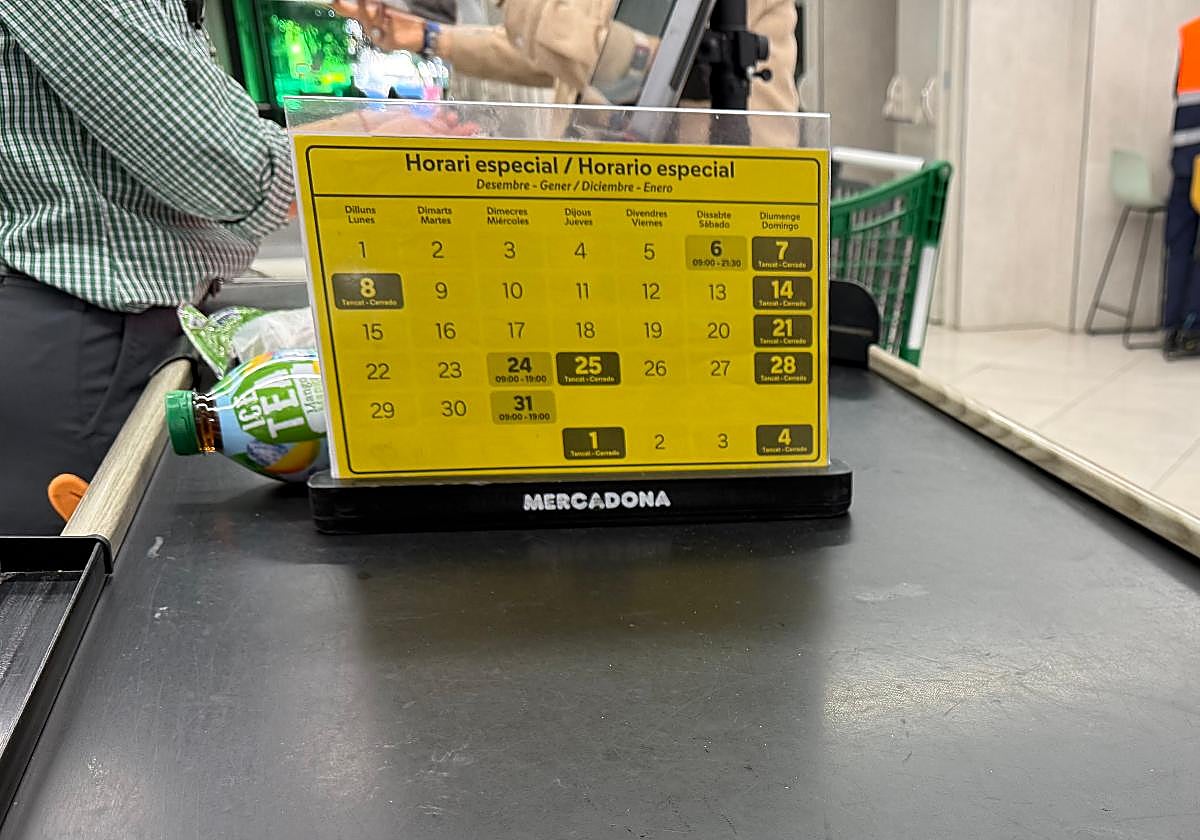 Horari especial / Horario especial
Desembre - Gener / Diciembre - Enero
Dilluns Dimarts Dimecres Dijous Divendres Dissabte Diumenge
Lunes Martes Miércoles Jueves Viernes Sábado Domingo
1 2 3 4 5 6 7
09:00 - 21:30 Tancat - Cerrado
8 9 10 11 12 13 14
Tancat - Cerrado Tancat - Cerrado
15 16 17 18 19 20 21
Tancat - Cerrado
22 23 24 25 26 27 28
09:00 - 19:00 Tancat - Cerrado Tancat - Cerrado
29 30 31
09:00 - 19:00
1 2 3 4
Tancat - Cerrado Tancat - Cerrado
MERCADONA
ICE
TEA
Mango